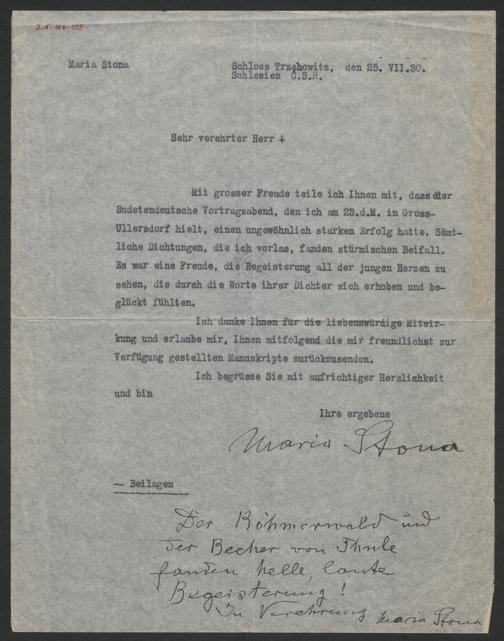 J.N. 166.159
Maria Stona
Schloss Trzebowitz, den 25. VII.30.
Schlesien C.S.R.
Sehr verehrter Herr
Mit grosser Freude teile ich Ihnen mit, dass der
Sudetendeutsche Vortragsabend, den ich am 23.d.M. in Gross-
Ullersdorf hielt, einen ungewöhnlich starken Erfolg hatte. Sämt-
liche Dichtungen, die ich vorlas, fanden stürmischen Beifall.
Es war eine Freude, die Begeisterung all der jungen Herzen zu
sehen, die durch die Worte ihrer Dichter sich erhoben und be-
glückt fühlten.
Ich danke Ihnen für die liebenswürdige Mitwir-
kung und erlaube mir, Ihnen mitfolgend die mir freundlichst zur
Verfügung gestellten Manuskripte zurückzusenden.
Ich begrüsse Sie mit aufrichtiger Herzlichkeit
und bin
Ihre ergebene
Maria Stona
— Beilagen
Der Böhmerwald und
der Becher von Thule
fanden helle, laute
Begeisterung!
In Verehrung Maria Stona